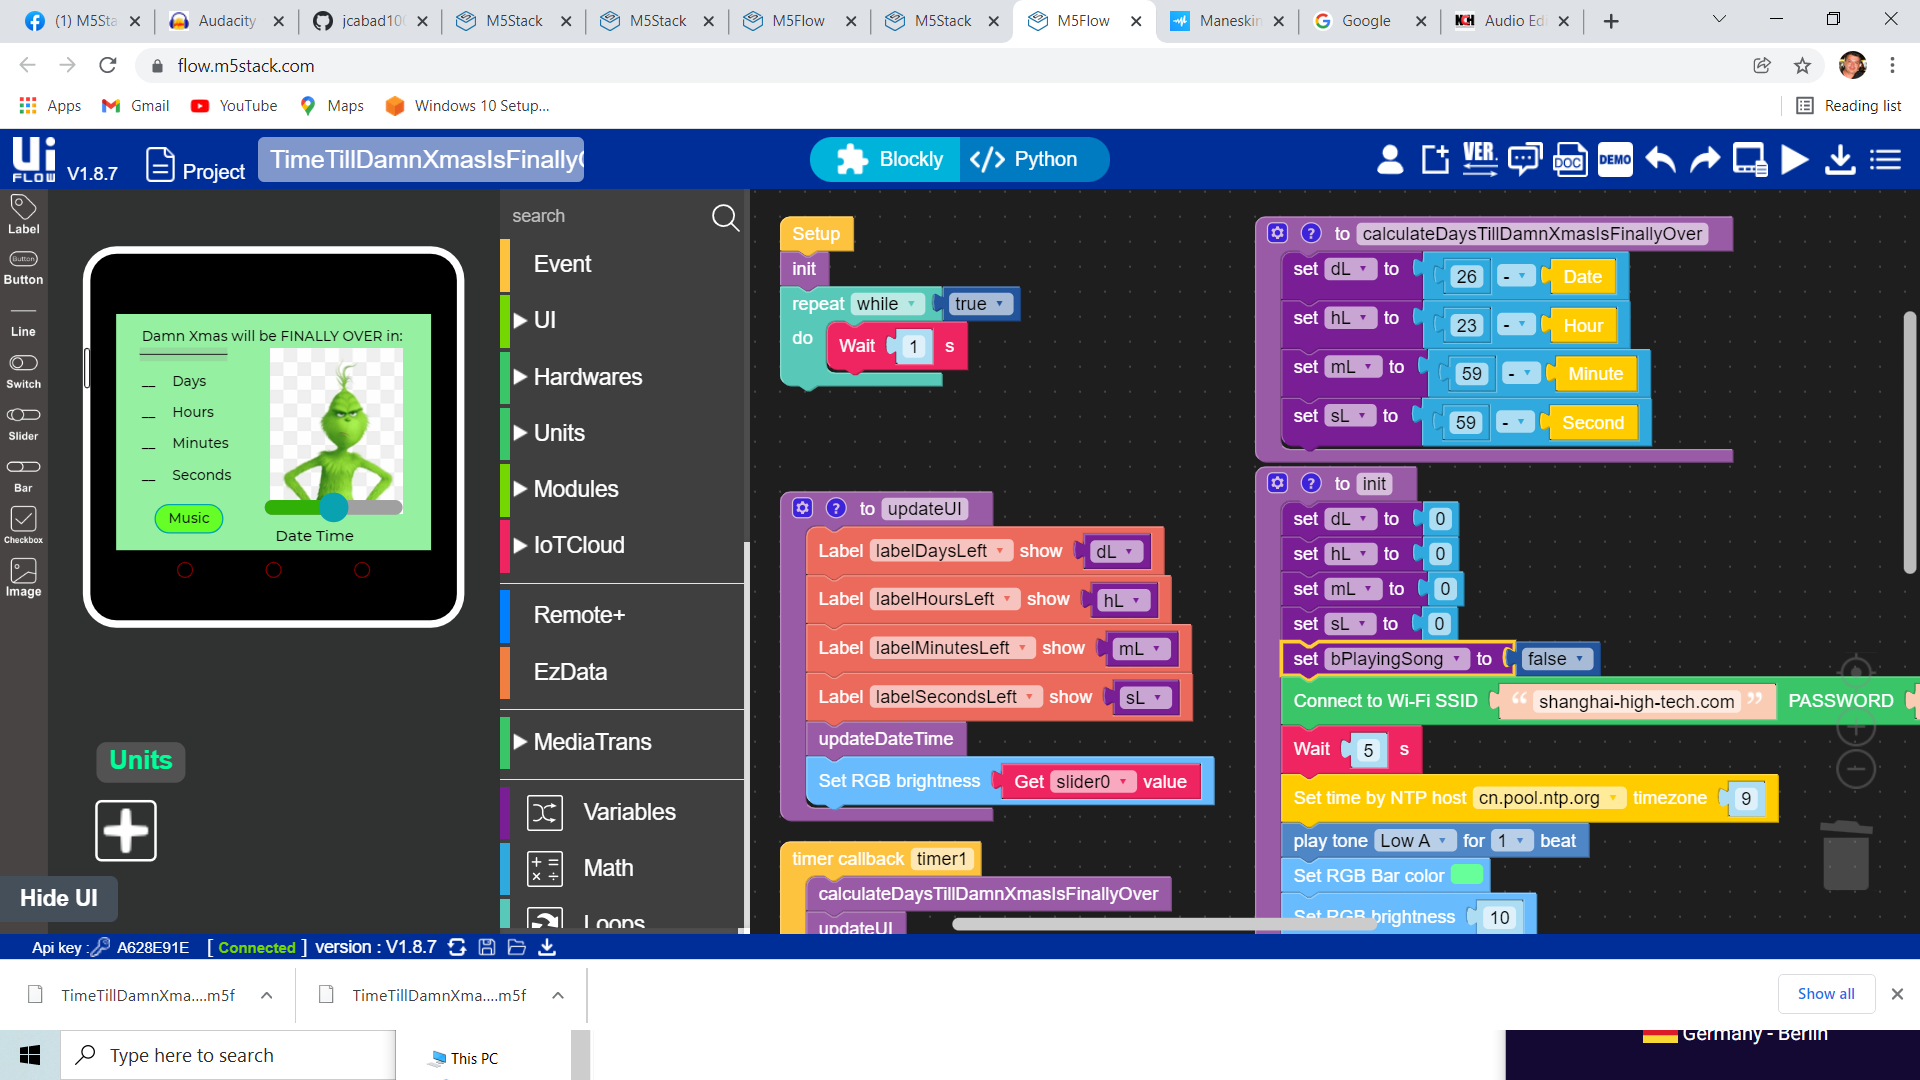 (1) M5Sta
Audacity
jcabad10
M5Stack
M5Stack
M5Flow
M5Stack
M5Flow
Maneskin
Google
Audio Ed
flow.m5stack.com
Apps
Gmail
YouTube
Maps
Windows 10 Setup...
Reading list
Ui FLOW
V1.8.7
Project
TimeTillDamnXmasIsFinally
Blockly
</> Python
VER.
DOC
DEMO
Label
Button
Button
Line
Switch
Slider
Bar
Checkbox
Image
Damn Xmas will be FINALLY OVER in:
__ Days
__ Hours
__ Minutes
__ Seconds
Music
Date Time
Units
Hide UI
search
Event
UI
Hardwares
Units
Modules
IoTCloud
Remote+
EzData
MediaTrans
Variables
Math
Loops
Setup
init
repeat while true
do Wait 1 s
to updateUI
Label labelDaysLeft show dL
Label labelHoursLeft show hL
Label labelMinutesLeft show mL
Label labelSecondsLeft show sL
updateDateTime
Set RGB brightness Get slider0 value
timer callback timer1
calculateDaysTillDamnXmasIsFinallyOver
updateUI
? to calculateDaysTillDamnXmasIsFinallyOver
set dL to 26 - Date
set hL to 23 - Hour
set mL to 59 - Minute
set sL to 59 - Second
? to init
set dL to 0
set hL to 0
set mL to 0
set sL to 0
set bPlayingSong to false
Connect to Wi-Fi SSID “ shanghai-high-tech.com ” PASSWORD
Wait 5 s
Set time by NTP host cn.pool.ntp.org timezone 9
play tone Low A for 1 beat
Set RGB Bar color
Set RGB brightness 10
Api key : A628E91E [ Connected ] version : V1.8.7
TimeTillDamnXma....m5f
TimeTillDamnXma....m5f
Show all
Type here to search
This PC
Germany - Berlin